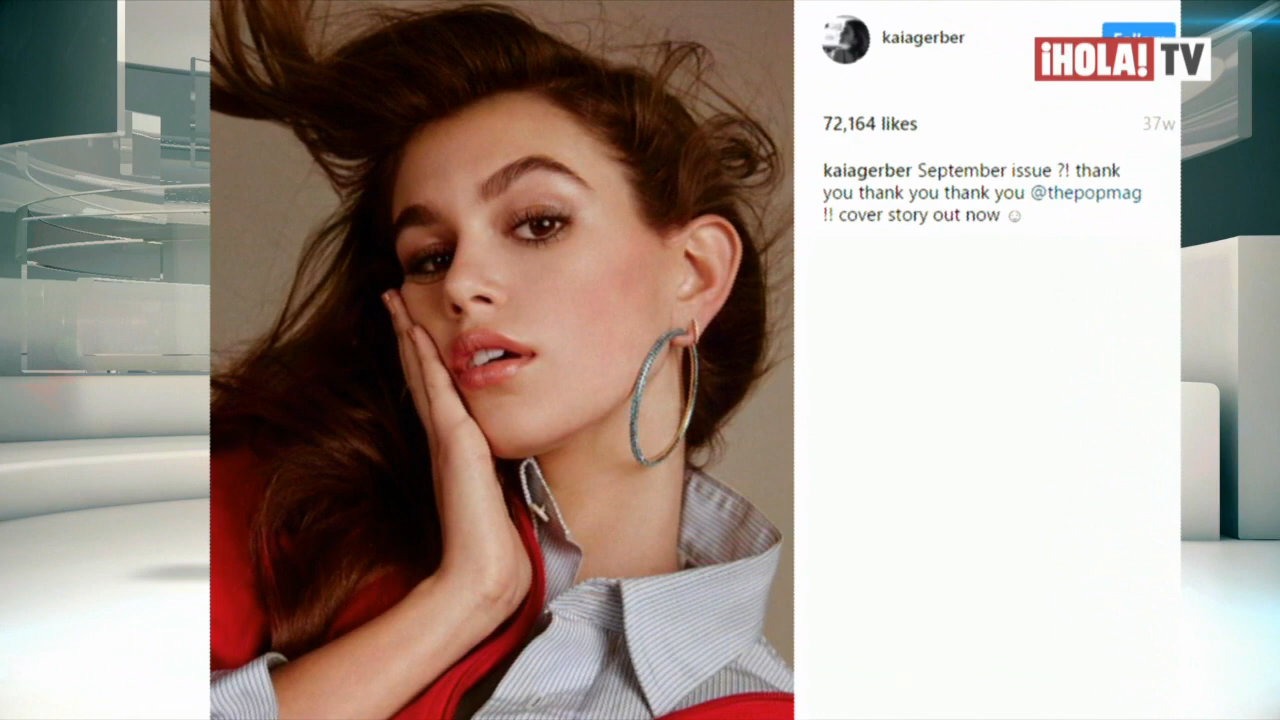 kaiagerber
¡HOLA! TV
72,164 likes
37w
kaiagerber September issue ?! thank
you thank you thank you @thepopmag
!! cover story out now ☺